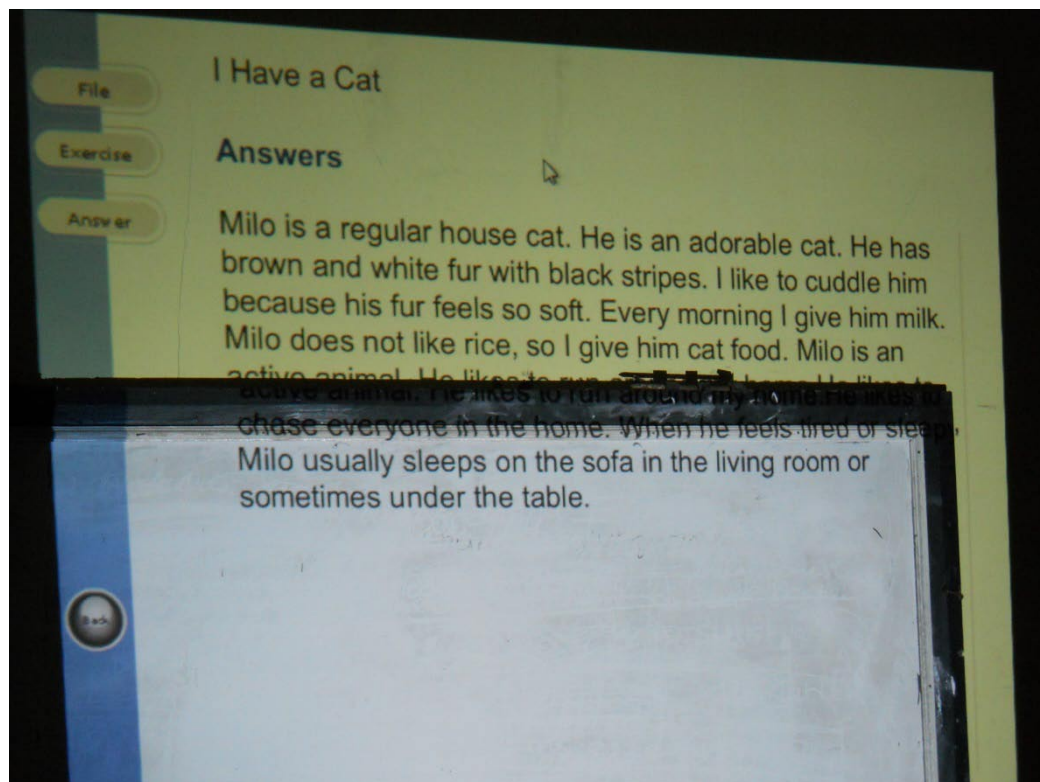 File
I Have a Cat
Exercise
Answers
Answer
Milo is a regular house cat. He is an adorable cat. He has
brown and white fur with black stripes. I like to cuddle him
because his fur feels so soft. Every morning I give him milk.
Milo does not like rice, so I give him cat food. Milo is an
active animal. He likes to run around my home.He likes to
chase everyone in the home. When he feels tired or sleepy,
Milo usually sleeps on the sofa in the living room or
sometimes under the table.
Back